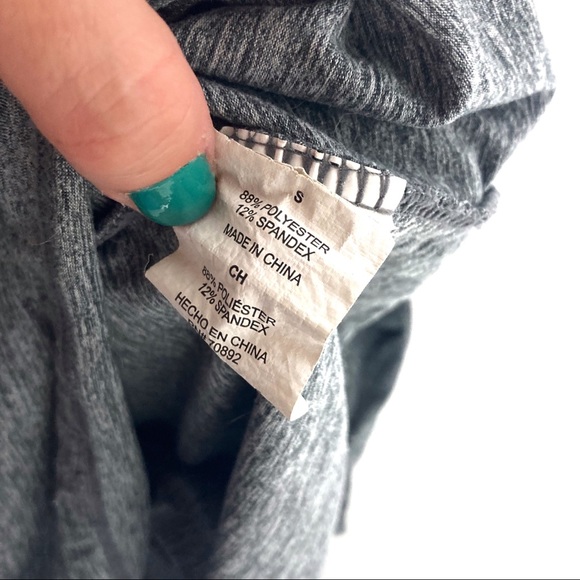 S
88% POLYESTER
12% SPANDEX
MADE IN CHINA
CH
88% POLIÉSTER
12% SPANDEX
HECHO EN CHINA